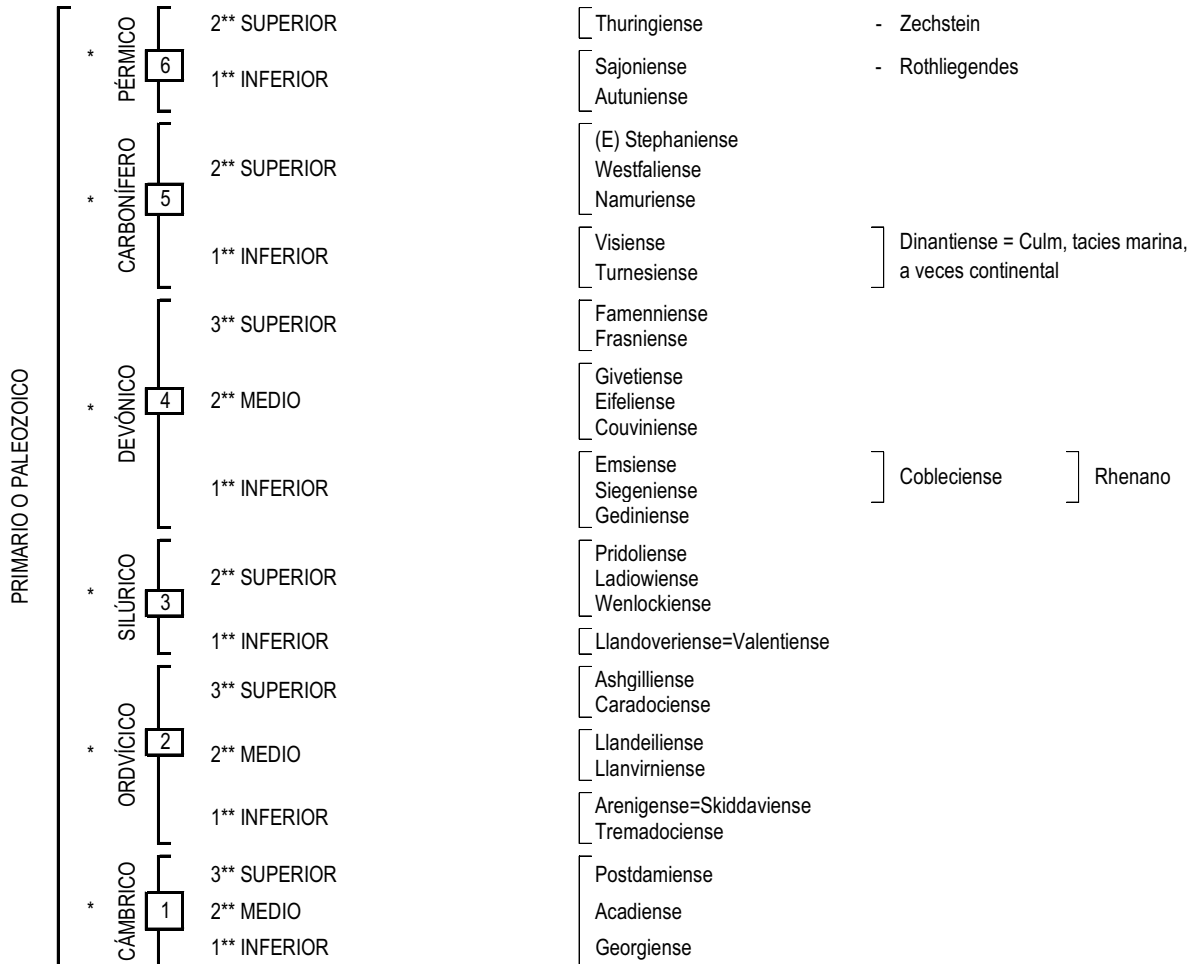 PRIMARIO O PALEOZOICO
* PÉRMICO 6
2** SUPERIOR Thuringiense - Zechstein
1** INFERIOR Sajoniense - Rothliegendes
Autuniense
* CARBONÍFERO 5
2** SUPERIOR (E) Stephaniense
Westfaliense
Namuriense
1** INFERIOR Visiense Dinantiense = Culm, tacies marina,
Turnesiense a veces continental
* DEVÓNICO 4
3** SUPERIOR Famenniense
Frasniense
2** MEDIO Givetiense
Eifeliense
Couviniense
1** INFERIOR Emsiense Cobleciense Rhenano
Siegeniense
Gediniense
* SILÚRICO 3
2** SUPERIOR Pridoliense
Ladiowiense
Wenlockiense
1** INFERIOR Llandoveriense=Valentiense
* ORDVÍCICO 2
3** SUPERIOR Ashgilliense
Caradociense
2** MEDIO Llandeiliense
Llanvirniense
1** INFERIOR Arenigense=Skiddaviense
Tremadociense
* CÁMBRICO 1
3** SUPERIOR Postdamiense
2** MEDIO Acadiense
1** INFERIOR Georgiense